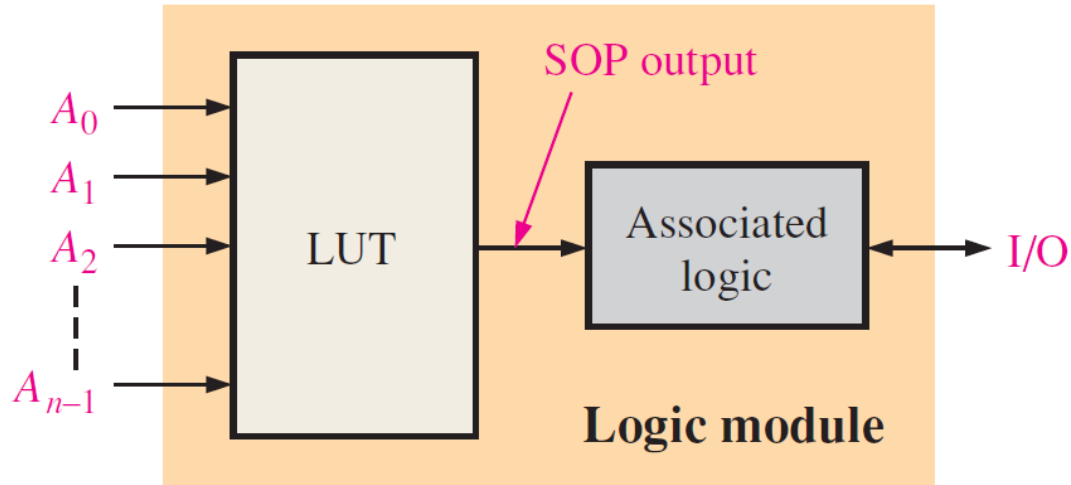 SOP output
A0
A1
A2
An–1
LUT
Associated
logic
I/O
Logic module